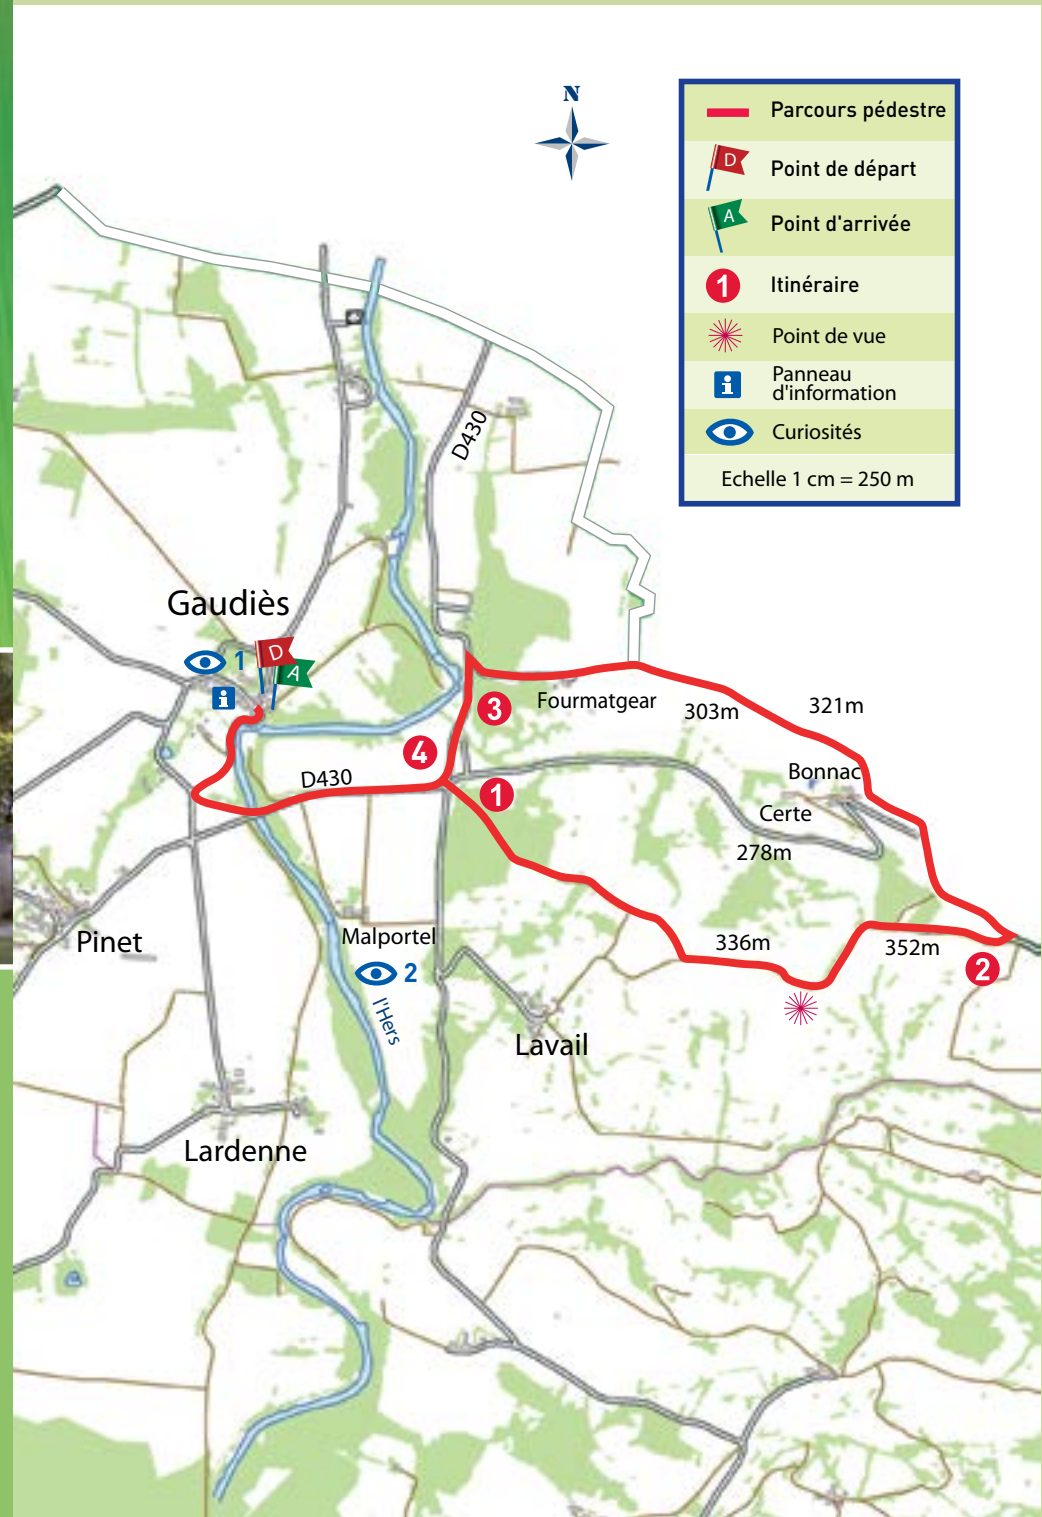 N
Parcours pédestre
D
Point de départ
A
Point d'arrivée
1
Itinéraire
Point de vue
i
Panneau
d'information
Curiosités
Echelle 1 cm = 250 m
D430
Gaudiès
1
D
A
i
3
Fourmatgear
303m
321m
4
D430
1
Bonnac
Certe
278m
Pinet
Malportel
2
336m
352m
2
l'Hers
Lavail
Lardenne